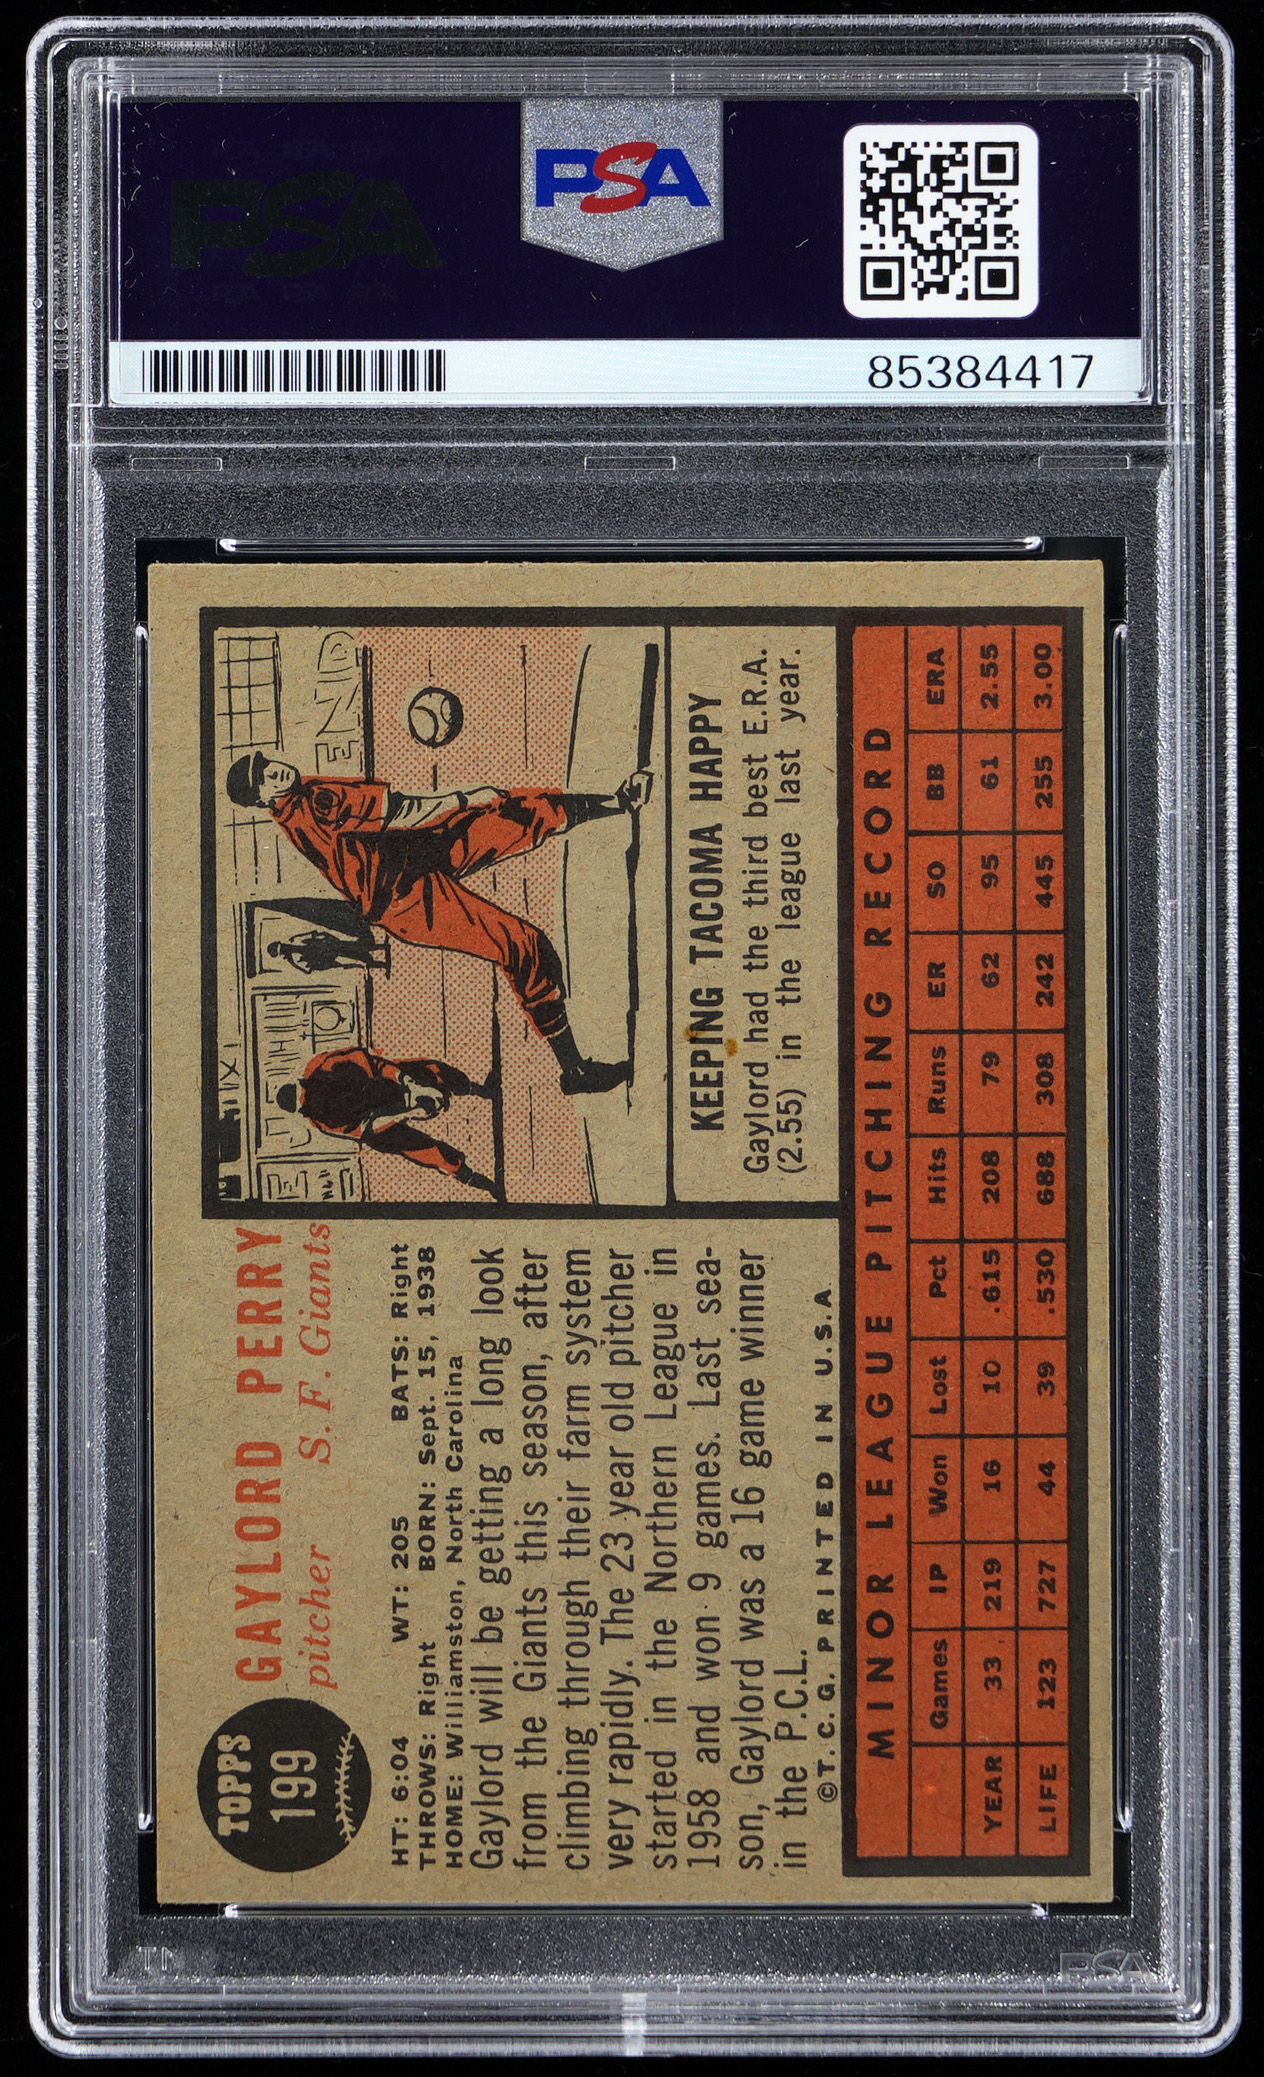 PSA
PSA
85384417
TOPPS
199
GAYLORD PERRY
pitcher S. F. Giants
HT: 6:04 WT: 205 BATS: Right
THROWS: Right BORN: Sept. 15, 1938
HOME: Williamston, North Carolina
Gaylord will be getting a long look
from the Giants this season, after
climbing through their farm system
very rapidly. The 23 year old pitcher
started in the Northern League in
1958 and won 9 games. Last sea-
son, Gaylord was a 16 game winner
in the P.C.L.
©T. C. G. PRINTED IN U.S.A.
END
KEEPING TACOMA HAPPY
Gaylord had the third best E.R.A.
(2.55) in the league last year.
MINOR LEAGUE PITCHING RECORD
Games IP Won Lost Pct Hits Runs ER SO BB ERA
YEAR 33 219 16 10 .615 208 79 62 95 61 2.55
LIFE 123 727 44 39 .530 688 308 242 445 255 3.00
PSA